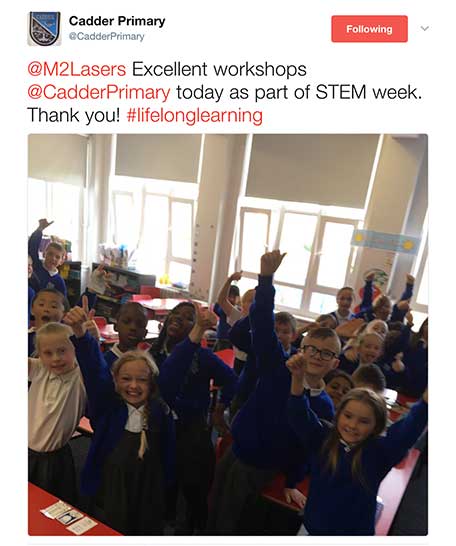 Cadder Primary
@CadderPrimary
Following
@M2Lasers Excellent workshops
@CadderPrimary today as part of STEM week.
Thank you! #lifelonglearning